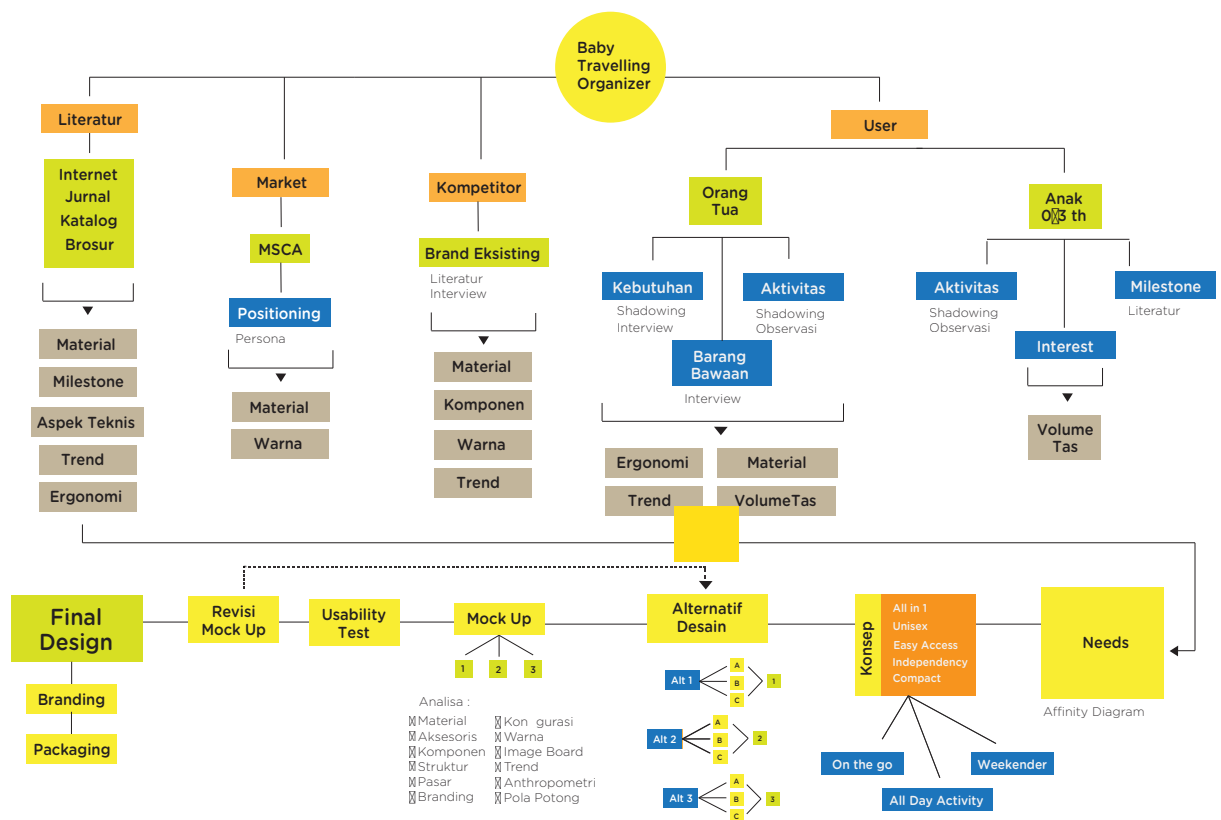 Baby
Travelling
Organizer
Literatur
Internet
Jurnal
Katalog
Brosur
Material
Milestone
Aspek Teknis
Trend
Ergonomi
Market
MSCA
Positioning
Persona
Material
Warna
Kompetitor
Brand Eksisting
Literatur
Interview
Material
Komponen
Warna
Trend
User
Orang
Tua
Kebutuhan
Shadowing
Interview
Aktivitas
Shadowing
Observasi
Barang
Bawaan
Interview
Ergonomi
Material
Trend
VolumeTas
Anak
0 3 th
Aktivitas
Shadowing
Observasi
Milestone
Literatur
Interest
Volume
Tas
Final
Design
Branding
Packaging
Revisi
Mock Up
Usability
Test
Mock Up
1 2 3
Analisa :
Material
Aksesoris
Komponen
Struktur
Pasar
Branding
Kon gurasi
Warna
Image Board
Trend
Anthropometri
Pola Potong
Alternatif
Desain
Alt 1
A
B
C
1
Alt 2
A
B
C
2
Alt 3
A
B
C
3
Konsep
All in 1
Unisex
Easy Access
Independency
Compact
On the go
All Day Activity
Weekender
Needs
Affinity Diagram